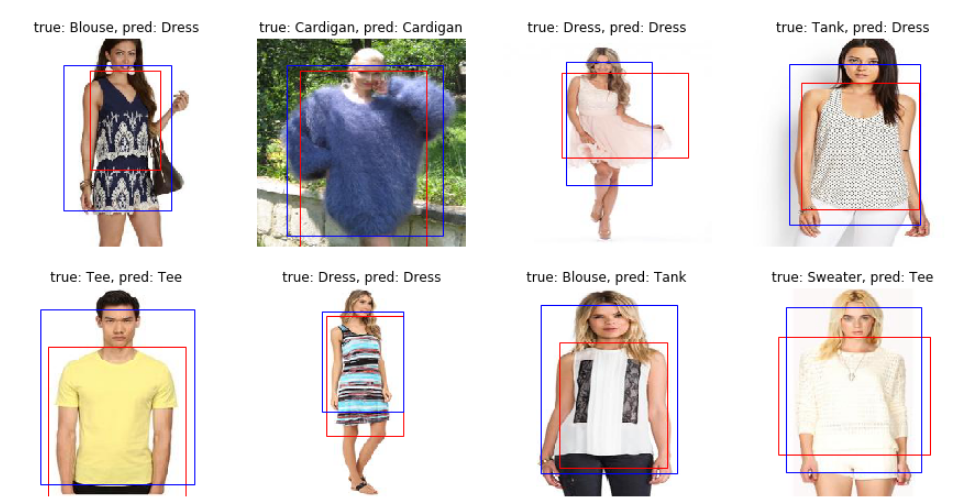 true: Blouse, pred: Dress
true: Cardigan, pred: Cardigan
true: Dress, pred: Dress
true: Tank, pred: Dress
true: Tee, pred: Tee
true: Dress, pred: Dress
true: Blouse, pred: Tank
true: Sweater, pred: Tee